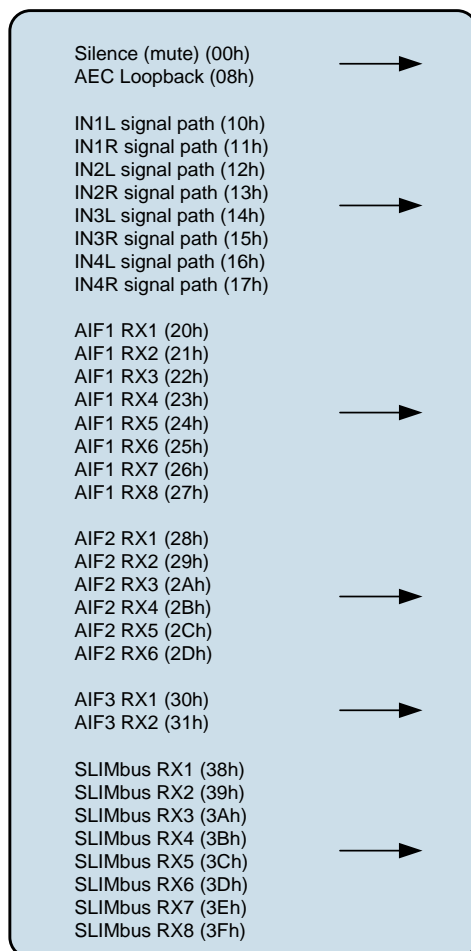 Silence (mute) (00h)
AEC Loopback (08h)
IN1L signal path (10h)
IN1R signal path (11h)
IN2L signal path (12h)
IN2R signal path (13h)
IN3L signal path (14h)
IN3R signal path (15h)
IN4L signal path (16h)
IN4R signal path (17h)
AIF1 RX1 (20h)
AIF1 RX2 (21h)
AIF1 RX3 (22h)
AIF1 RX4 (23h)
AIF1 RX5 (24h)
AIF1 RX6 (25h)
AIF1 RX7 (26h)
AIF1 RX8 (27h)
AIF2 RX1 (28h)
AIF2 RX2 (29h)
AIF2 RX3 (2Ah)
AIF2 RX4 (2Bh)
AIF2 RX5 (2Ch)
AIF2 RX6 (2Dh)
AIF3 RX1 (30h)
AIF3 RX2 (31h)
SLIMbus RX1 (38h)
SLIMbus RX2 (39h)
SLIMbus RX3 (3Ah)
SLIMbus RX4 (3Bh)
SLIMbus RX5 (3Ch)
SLIMbus RX6 (3Dh)
SLIMbus RX7 (3Eh)
SLIMbus RX8 (3Fh)